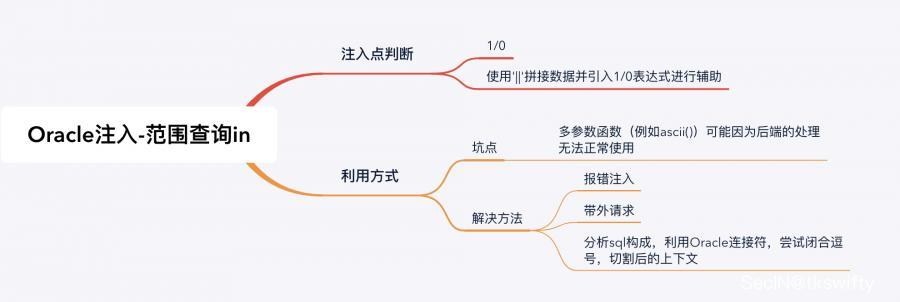 Oracle注入-范围查询in
注入点判断
1/0
使用'||'拼接数据并引入1/0表达式进行辅助
利用方式
坑点
多参数函数（例如ascii()）可能因为后端的处理
无法正常使用
解决方法
报错注入
带外请求
分析sql构成，利用Oracle连接符，尝试闭合逗
号，切割后的上下文
SecIN@tkswifty